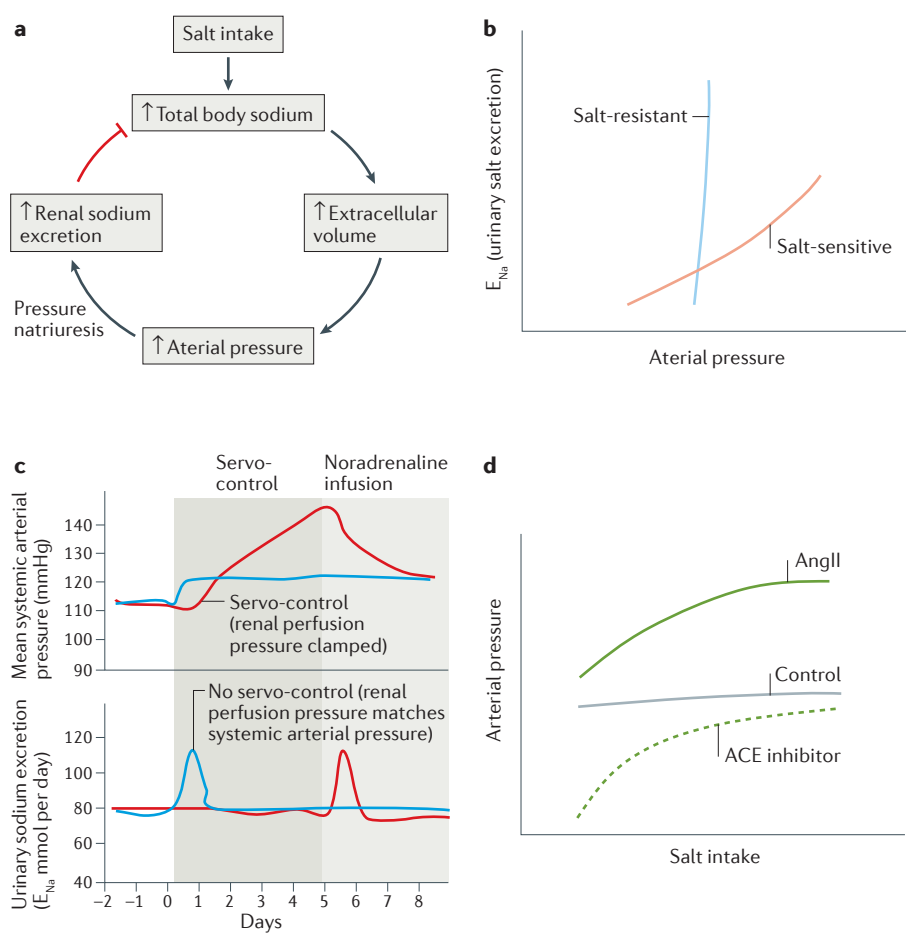 a
Salt intake
↑Total body sodium
↑Renal sodium
excretion
↑Extracellular
volume
Pressure
natriuresis
↑Aterial pressure
b
E_Na (urinary salt excretion)
Salt-resistant
Salt-sensitive
Aterial pressure
c
Servo-
control
Noradrenaline
infusion
Mean systemic arterial
pressure (mmHg)
140
120
110
100
90
Servo-control
(renal perfusion
pressure clamped)
No servo-control (renal
perfusion pressure matches
systemic arterial pressure)
Urinary sodium excretion
(E_Na mmol per day)
120
100
80
60
40
−2 −1 0 1 2 3 4 5 6 7 8
Days
d
Arterial pressure
AngII
Control
ACE inhibitor
Salt intake